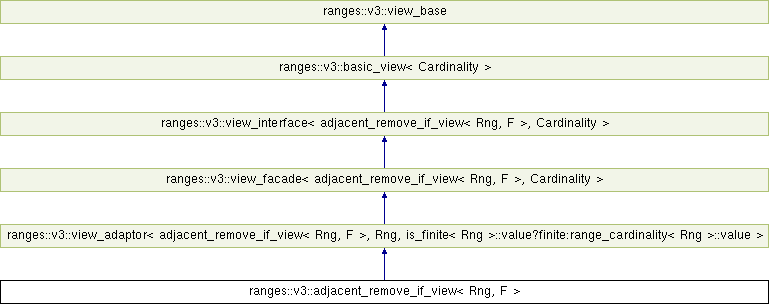 ranges::v3::view_base
ranges::v3::basic_view< Cardinality >
ranges::v3::view_interface< adjacent_remove_if_view< Rng, F >, Cardinality >
ranges::v3::view_facade< adjacent_remove_if_view< Rng, F >, Cardinality >
ranges::v3::view_adaptor< adjacent_remove_if_view< Rng, F >, Rng, is_finite< Rng >::value?finite:range_cardinality< Rng >::value >
ranges::v3::adjacent_remove_if_view< Rng, F >